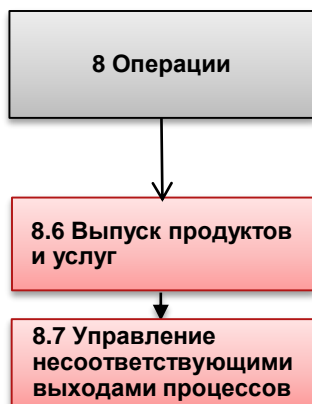 8 Операции
8.6 Выпуск продуктов
и услуг
8.7 Управление
несоответствующими
выходами процессов